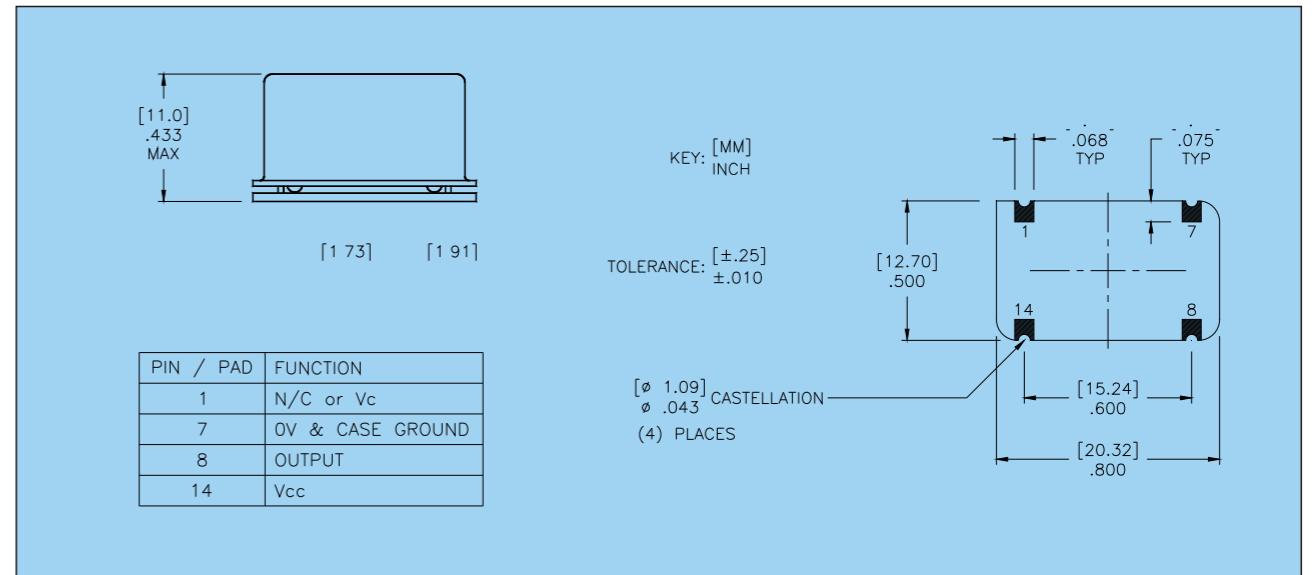 [11.0]
.433
MAX
[1 73] [1 91]
KEY: [MM]
INCH
TOLERANCE: [±.25]
±.010
.068
TYP
.075
TYP
1
7
[12.70]
.500
14
8
[ø 1.09]
ø .043
CASTELLATION
(4) PLACES
[15.24]
.600
[20.32]
.800
PIN / PAD FUNCTION
1 N/C or Vc
7 0V & CASE GROUND
8 OUTPUT
14 Vcc